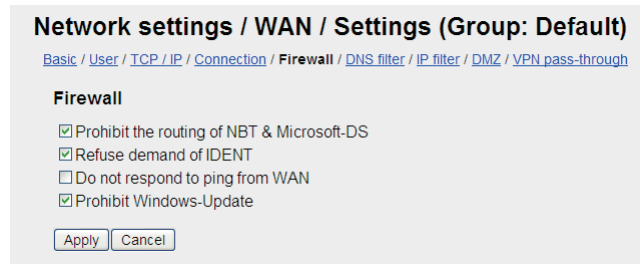 Network settings / WAN / Settings (Group: Default)
Basic / User / TCP / IP / Connection / Firewall / DNS filter / IP filter / DMZ / VPN pass-through
Firewall
Prohibit the routing of NBT & Microsoft-DS
Refuse demand of IDENT
Do not respond to ping from WAN
Prohibit Windows-Update
Apply Cancel